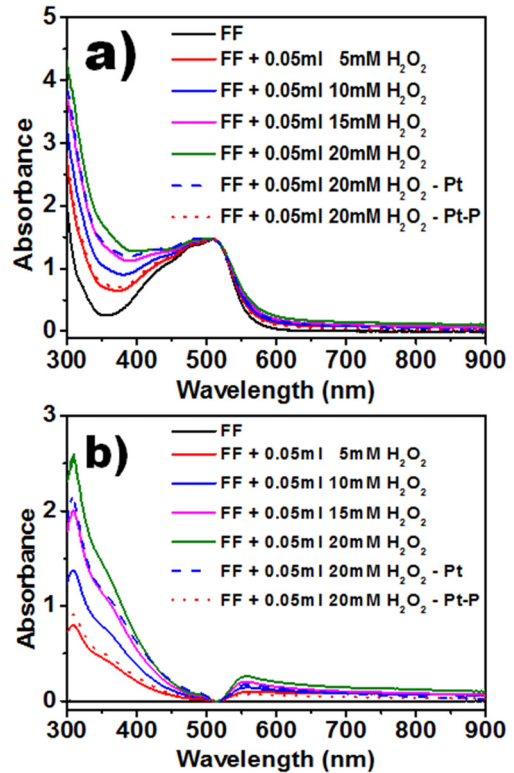 a)
FF
FF + 0.05ml 5mM H₂O₂
FF + 0.05ml 10mM H₂O₂
FF + 0.05ml 15mM H₂O₂
FF + 0.05ml 20mM H₂O₂
FF + 0.05ml 20mM H₂O₂ - Pt
FF + 0.05ml 20mM H₂O₂ - Pt-P
Absorbance
5
4
3
2
1
0
300 400 500 600 700 800 900
Wavelength (nm)
b)
FF
FF + 0.05ml 5mM H₂O₂
FF + 0.05ml 10mM H₂O₂
FF + 0.05ml 15mM H₂O₂
FF + 0.05ml 20mM H₂O₂
FF + 0.05ml 20mM H₂O₂ - Pt
FF + 0.05ml 20mM H₂O₂ - Pt-P
Absorbance
3
2
1
0
300 400 500 600 700 800 900
Wavelength (nm)